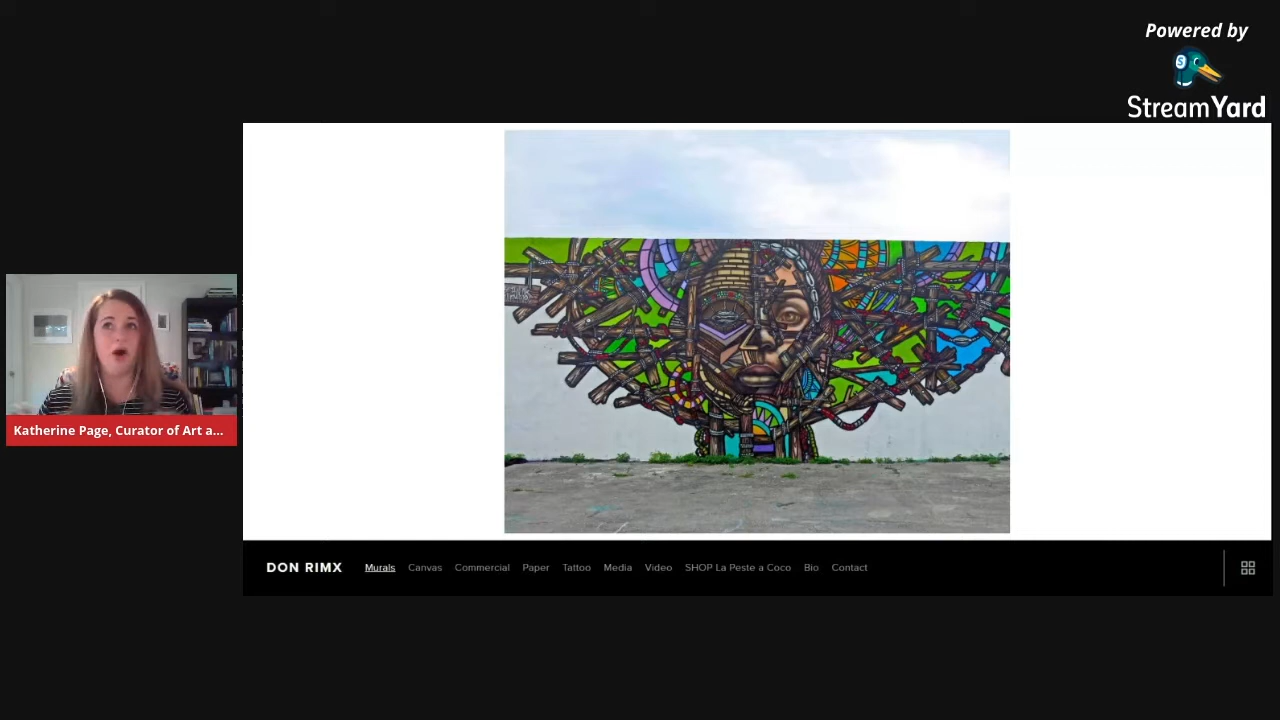 Powered by
StreamYard
Katherine Page, Curator of Art a...
DON RIMX Murals Canvas Commercial Paper Tattoo Media Video SHOP La Peste a Coco Bio Contact